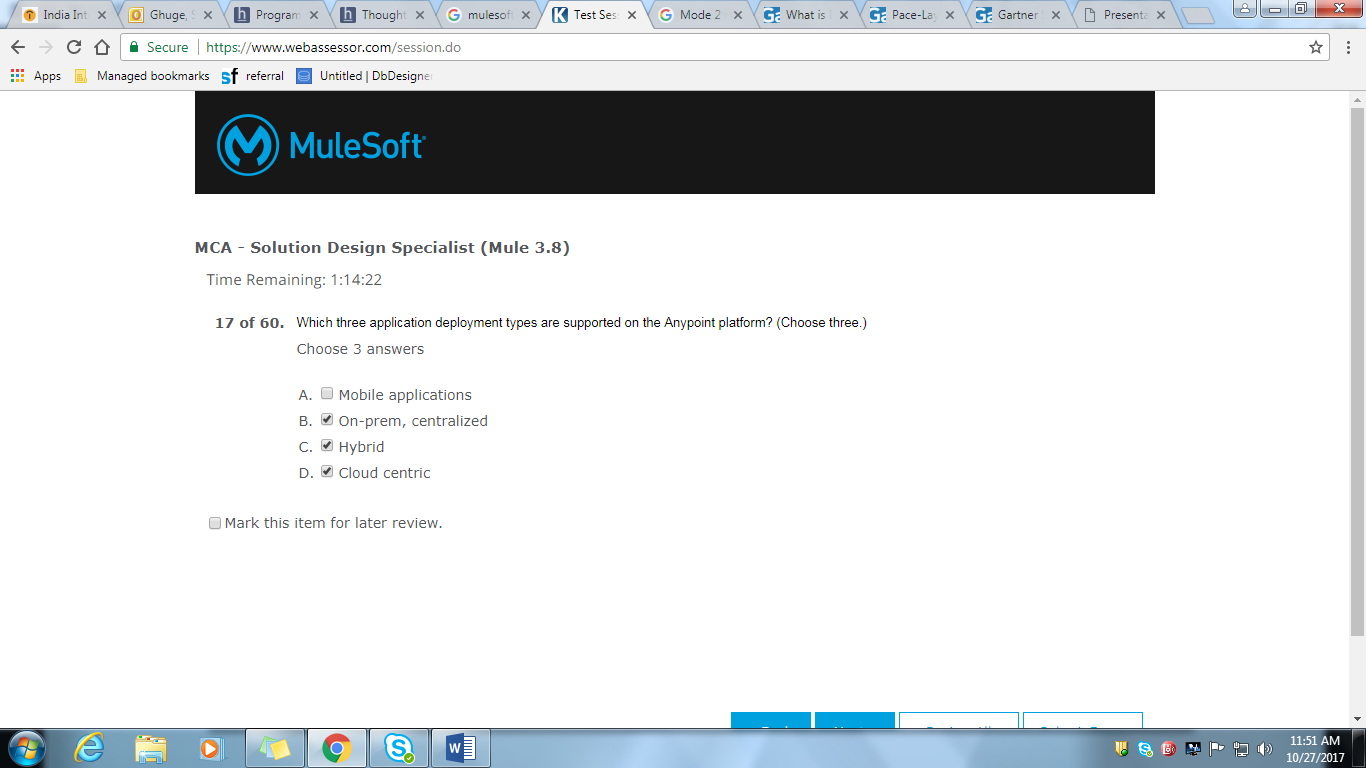 India Int
Ghuge, S
Program
Thought
mulesof
Test Ses
Mode 2
What is
Pace-La
Gartner
Presenta
Secure https://www.webassessor.com/session.do
Apps Managed bookmarks sf referral Untitled | DbDesigner
MuleSoft
MCA - Solution Design Specialist (Mule 3.8)
Time Remaining: 1:14:22
17 of 60. Which three application deployment types are supported on the Anypoint platform? (Choose three.)
Choose 3 answers
A. Mobile applications
B. On-prem, centralized
C. Hybrid
D. Cloud centric
Mark this item for later review.
11:51 AM
10/27/2017